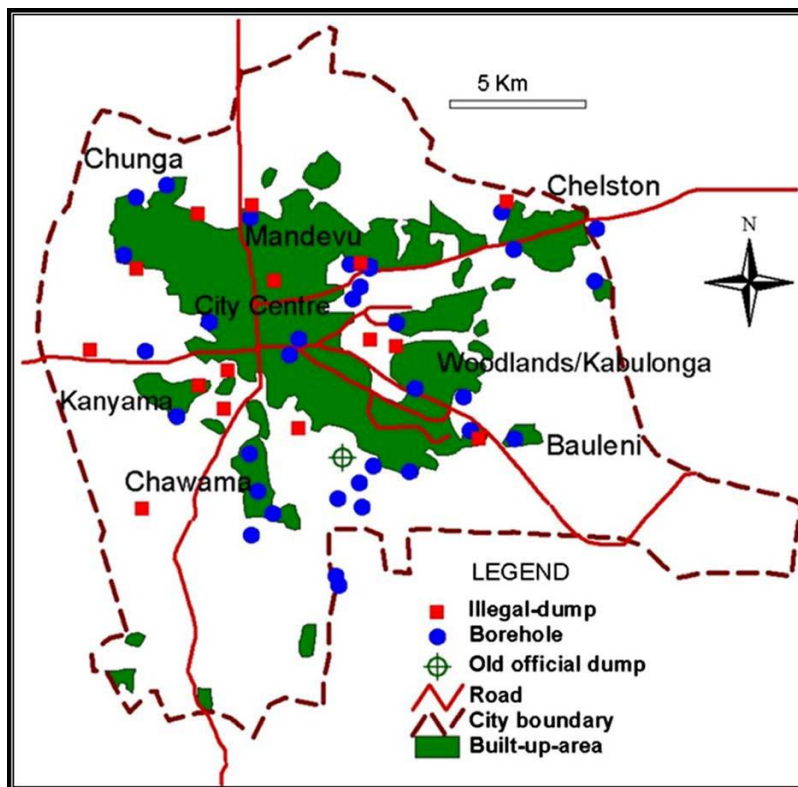 5 Km
Chunga
Chelston
N
Mandevu
City Centre
Woodlands/Kabulonga
Kanyama
Bauleni
Chawama
LEGEND
Illegal-dump
Borehole
Old official dump
Road
City boundary
Built-up-area